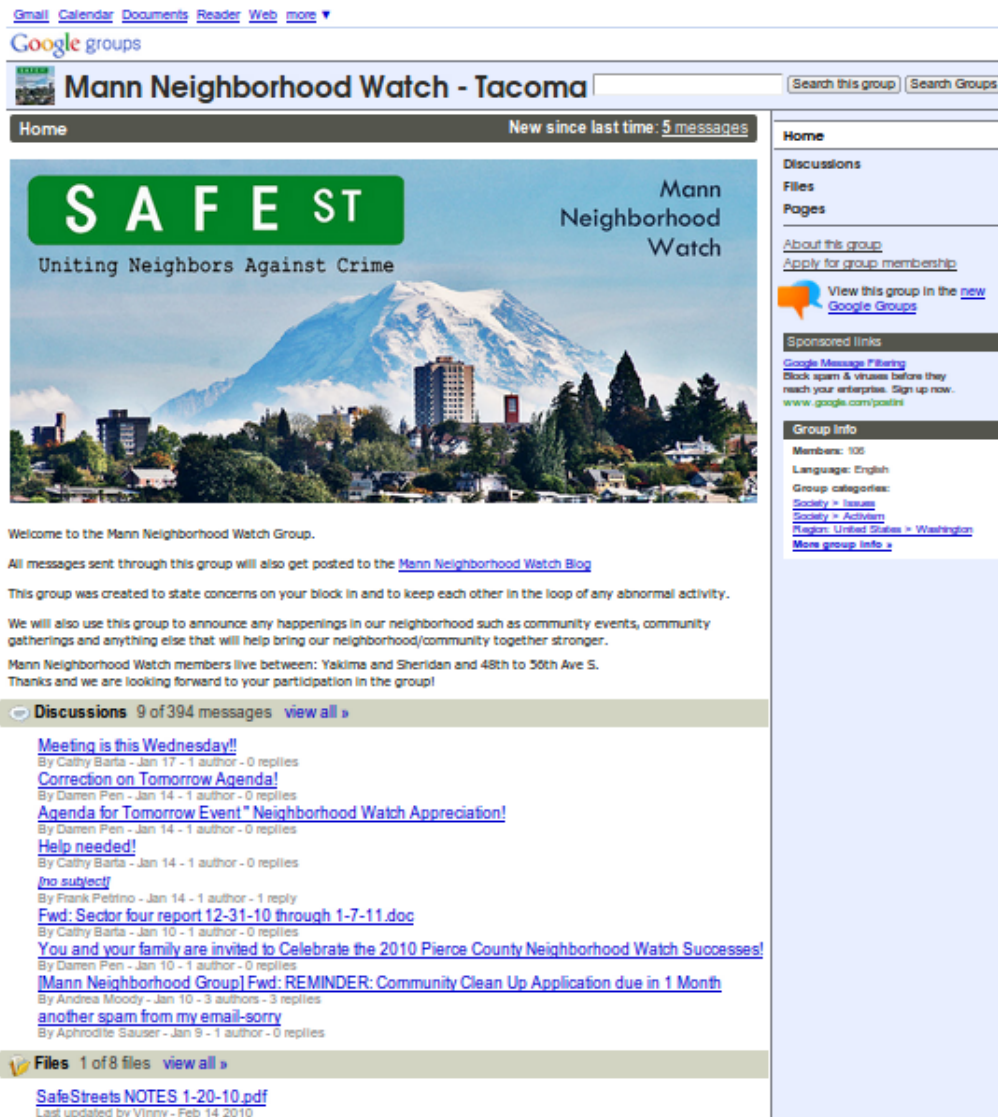 Gmail Calendar Documents Reader Web more ▼
Google groups
Mann Neighborhood Watch - Tacoma
Search this group Search Groups
Home
New since last time: 5 messages
SAFE ST
Uniting Neighbors Against Crime
Mann
Neighborhood
Watch
Welcome to the Mann Neighborhood Watch Group.
All messages sent through this group will also get posted to the Mann Neighborhood Watch Blog
This group was created to state concerns on your block in and to keep each other in the loop of any abnormal activity.
We will also use this group to announce any happenings in our neighborhood such as community events, community
gatherings and anything else that will help bring our neighborhood/community together stronger.
Mann Neighborhood Watch members live between: Yakima and Sheridan and 48th to 56th Ave S.
Thanks and we are looking forward to your participation in the group!
Discussions 9 of 394 messages view all »
Meeting is this Wednesday!!
By Cathy Barta - Jan 17 - 1 author - 0 replies
Correction on Tomorrow Agenda!
By Darren Pen - Jan 14 - 1 author - 0 replies
Agenda for Tomorrow Event " Neighborhood Watch Appreciation!
By Darren Pen - Jan 14 - 1 author - 0 replies
Help needed!
By Cathy Barta - Jan 14 - 1 author - 0 replies
[no subject]
By Frank Petrino - Jan 14 - 1 author - 1 reply
Fwd: Sector four report 12-31-10 through 1-7-11.doc
By Cathy Barta - Jan 10 - 1 author - 0 replies
You and your family are invited to Celebrate the 2010 Pierce County Neighborhood Watch Successes!
By Darren Pen - Jan 10 - 1 author - 0 replies
[Mann Neighborhood Group] Fwd: REMINDER: Community Clean Up Application due in 1 Month
By Andrea Moody - Jan 10 - 3 authors - 3 replies
another spam from my email-sorry
By Aphrodite Sauser - Jan 9 - 1 author - 0 replies
Files 1 of 8 files view all »
SafeStreets NOTES 1-20-10.pdf
Last updated by Vinny - Feb 14 2010
Home
Discussions
Files
Pages
About this group
Apply for group membership
View this group in the new
Google Groups
Sponsored links
Google Message Filtering
Block spam & viruses before they
reach your enterprise. Sign up now.
www.google.com/postini
Group info
Members: 106
Language: English
Group categories:
Society > Issues
Society > Activism
Region: United States > Washington
More group info »